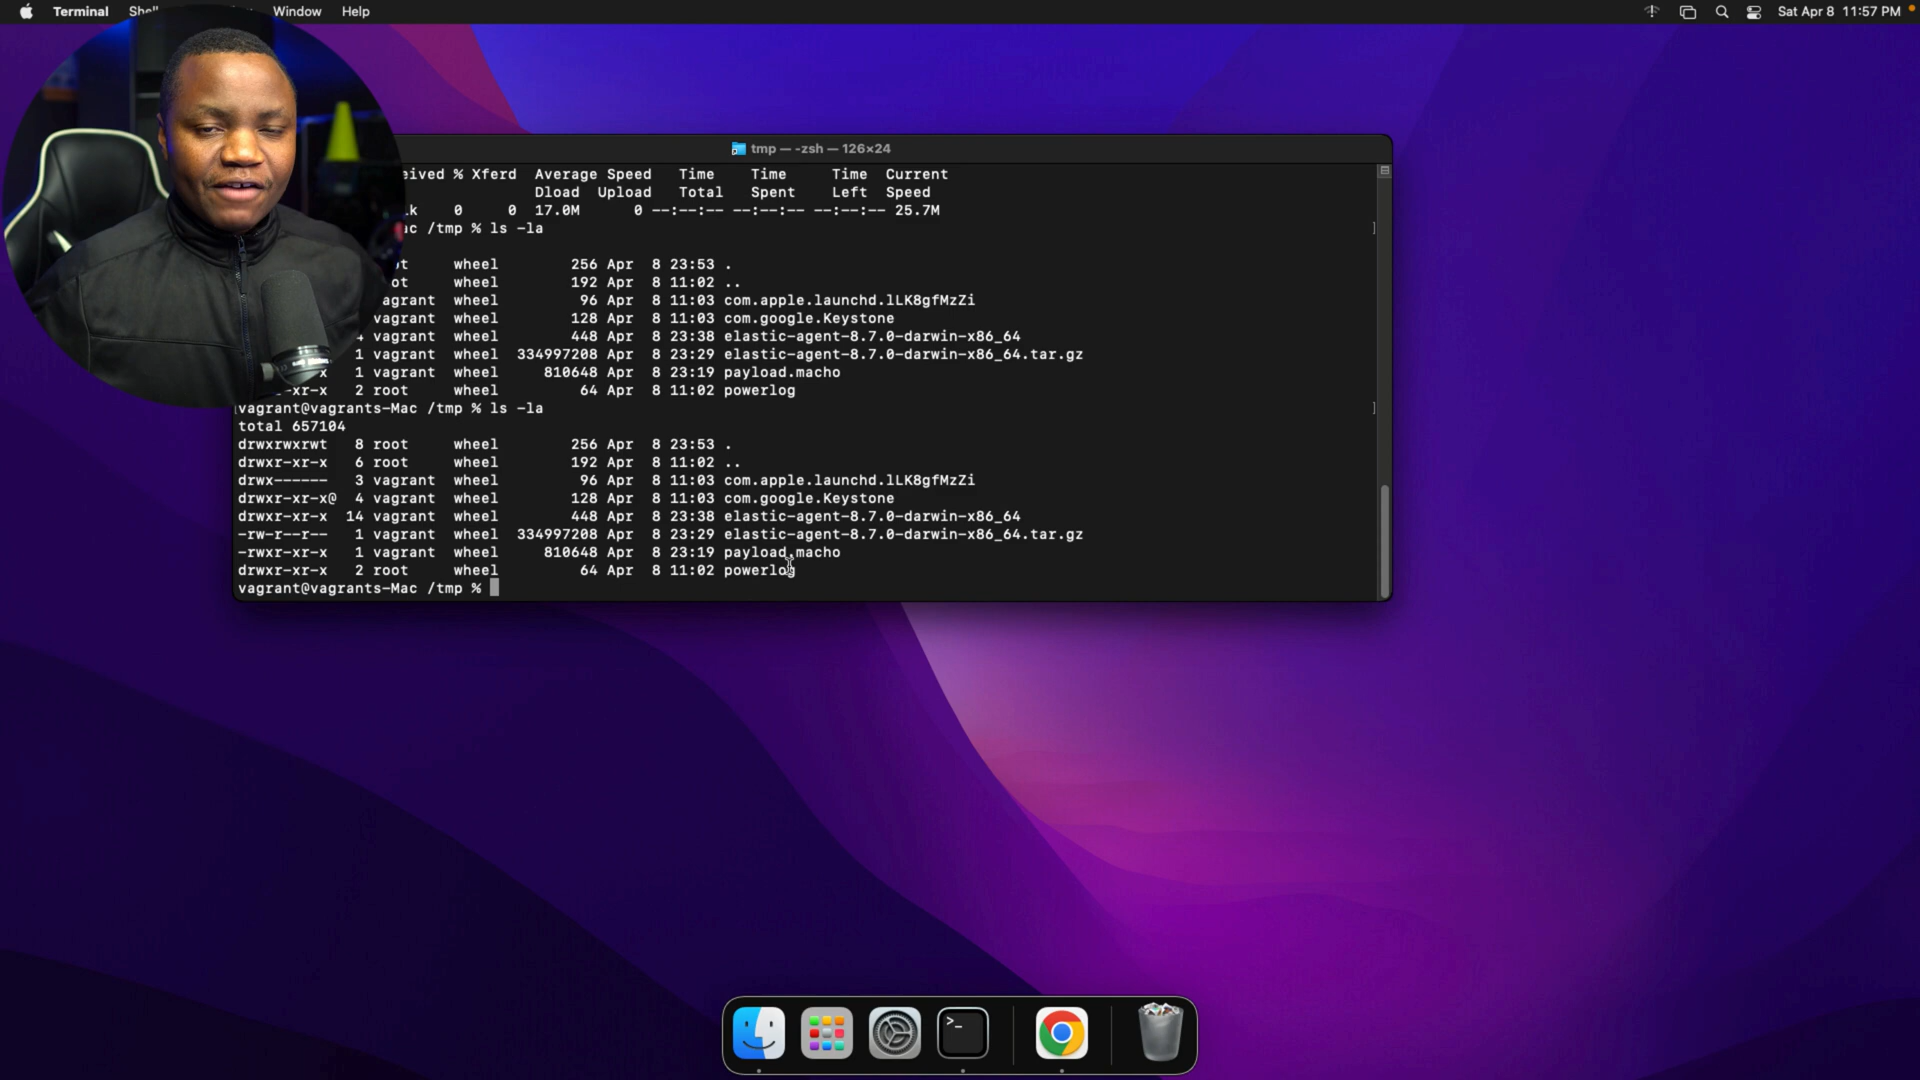 Terminal Shell Window Help Sat Apr 8 11:57 PM
tmp — -zsh — 126×24
eived % Xferd Average Speed Time Time Time Current
Dload Upload Total Spent Left Speed
k 0 0 17.0M 0 --:--:-- --:--:-- --:--:-- 25.7M
ac /tmp % ls -la
t wheel 256 Apr 8 23:53 .
ot wheel 192 Apr 8 11:02 ..
agrant wheel 96 Apr 8 11:03 com.apple.launchd.lLK8gfMzZi
vagrant wheel 128 Apr 8 11:03 com.google.Keystone
4 vagrant wheel 448 Apr 8 23:38 elastic-agent-8.7.0-darwin-x86_64
1 vagrant wheel 334997208 Apr 8 23:29 elastic-agent-8.7.0-darwin-x86_64.tar.gz
x 1 vagrant wheel 810648 Apr 8 23:19 payload.macho
-xr-x 2 root wheel 64 Apr 8 11:02 powerlog
[vagrant@vagrants-Mac /tmp % ls -la ]
total 657104
drwxrwxrwt 8 root wheel 256 Apr 8 23:53 .
drwxr-xr-x 6 root wheel 192 Apr 8 11:02 ..
drwx------ 3 vagrant wheel 96 Apr 8 11:03 com.apple.launchd.lLK8gfMzZi
drwxr-xr-x@ 4 vagrant wheel 128 Apr 8 11:03 com.google.Keystone
drwxr-xr-x 14 vagrant wheel 448 Apr 8 23:38 elastic-agent-8.7.0-darwin-x86_64
-rw-r--r-- 1 vagrant wheel 334997208 Apr 8 23:29 elastic-agent-8.7.0-darwin-x86_64.tar.gz
-rwxr-xr-x 1 vagrant wheel 810648 Apr 8 23:19 payload.macho
drwxr-xr-x 2 root wheel 64 Apr 8 11:02 powerlog
vagrant@vagrants-Mac /tmp %